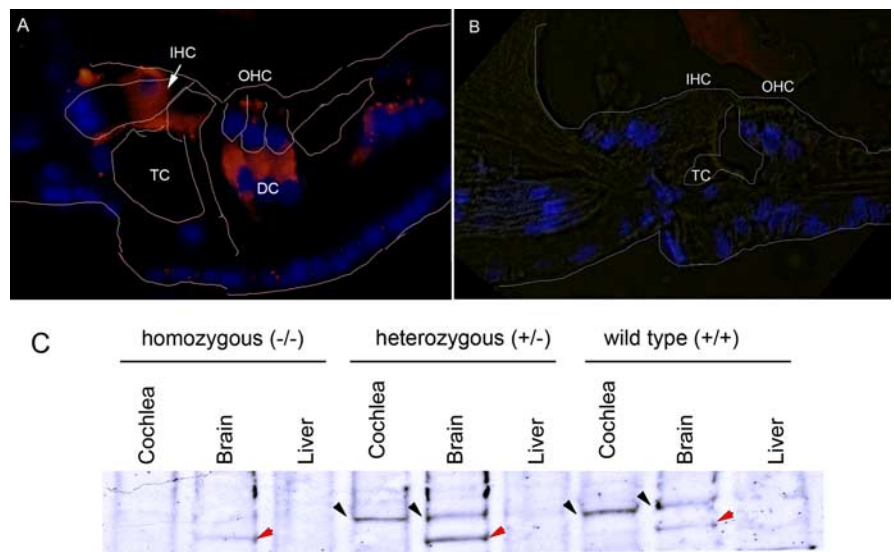 A
IHC
OHC
TC
DC
B
IHC
OHC
TC
C
homozygous (-/-)
heterozygous (+/-)
wild type (+/+)
Cochlea
Brain
Liver
Cochlea
Brain
Liver
Cochlea
Brain
Liver